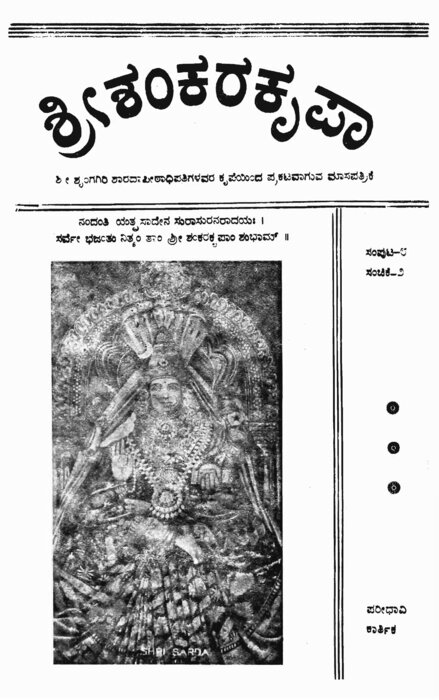 ಶ್ರೀಶಂಕರಕೃಪಾ
ಶ್ರೀ ಶೃಂಗಗಿರಿ ಶಾರದಾಪೀಠಾಧಿಪತಿಗಳವರ ಕೃಪೆಯಿಂದ ಪ್ರಕಟವಾಗುವ ಮಾಸಪತ್ರಿಕೆ
ನಂದಂತಿ ಯತ್ಪ್ರಸಾದೇನ ಸುರಾಸುರನರಾದಯಃ ।
ಸರ್ವೇ ಭಜಂತು ನಿತ್ಯಂ ತಾಂ ಶ್ರೀ ಶಂಕರಕೃಪಾಂ ಶುಭಾಮ್ ॥
ಸಂಪುಟ–೮
ಸಂಚಿಕೆ–೨
SHRI SARDA
ಪರೀಧಾವಿ
ಕಾರ್ತಿಕ